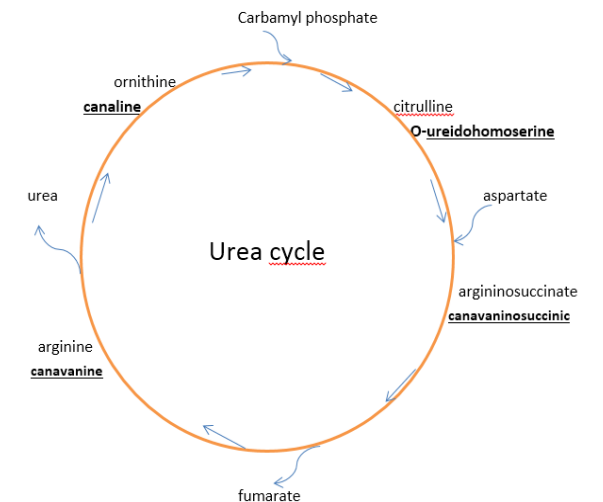 Carbamyl phosphate
ornithine
canaline
citrulline
O-ureidohomoserine
urea
aspartate
Urea cycle
argininosuccinate
canavaninosuccinic
arginine
canavanine
fumarate